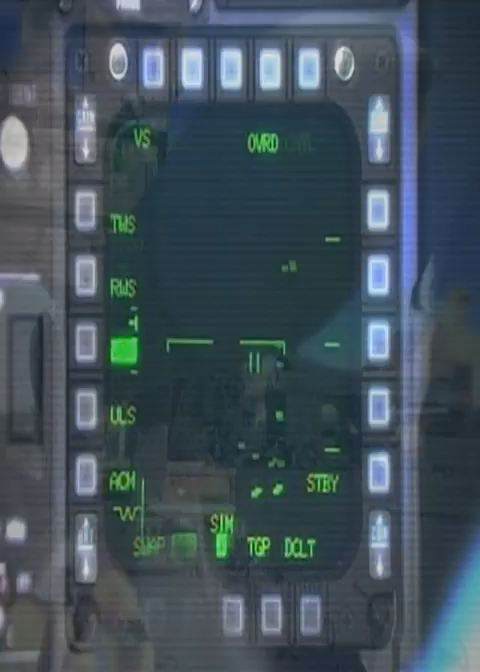 VS OVRD
TWS
RWS
ULS
ACM
STBY
SIM
SWAP TGP DCLT